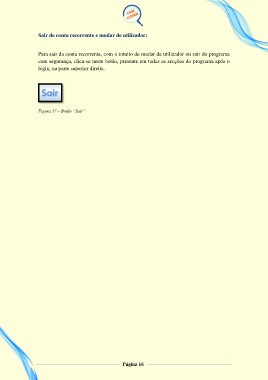 Sair de conta recorrente e mudar de utilizador:
Para sair da conta recorrente, com o intuito de mudar de utilizador ou sair do programa
com segurança, clica-se neste botão, presente em todas as secções do programa após o
login, na parte superior direita.
Sair
Figura 17 – Botão "Sair"
Página 16